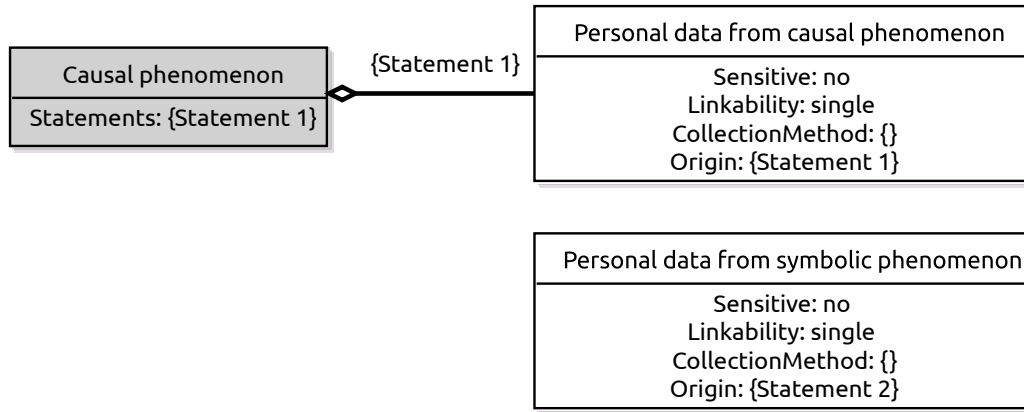 Causal phenomenon
Statements: {Statement 1}
{Statement 1}
Personal data from causal phenomenon
Sensitive: no
Linkability: single
CollectionMethod: {}
Origin: {Statement 1}
Personal data from symbolic phenomenon
Sensitive: no
Linkability: single
CollectionMethod: {}
Origin: {Statement 2}